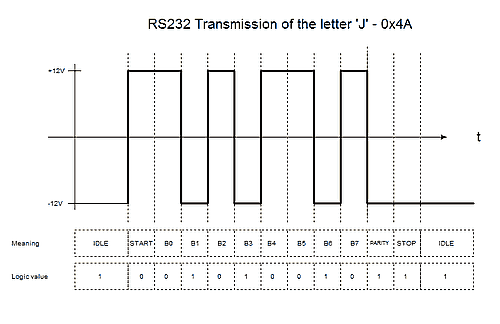 RS232 Transmission of the letter 'J' - 0x4A
+12V
t
-12V
Meaning IDLE START B0 B1 B2 B3 B4 B5 B6 B7 PARITY STOP IDLE
Logic value 1 0 0 1 0 1 0 0 1 0 1 1 1